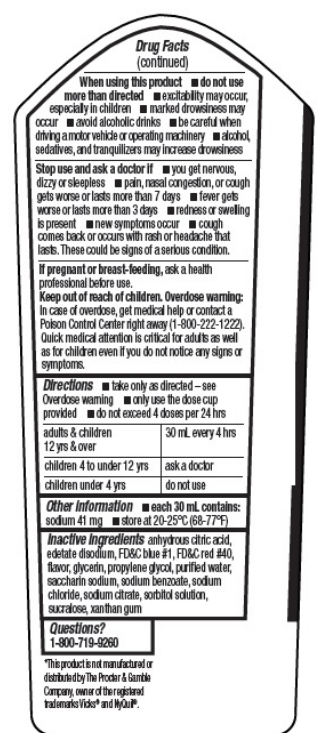 Drug Facts
(continued)
When using this product ■ do not use
more than directed ■ excitability may occur,
especially in children ■ marked drowsiness may
occur ■ avoid alcoholic drinks ■ be careful when
driving a motor vehicle or operating machinery ■ alcohol,
sedatives, and tranquilizers may increase drowsiness
Stop use and ask a doctor if ■ you get nervous,
dizzy or sleepless ■ pain, nasal congestion, or cough
gets worse or lasts more than 7 days ■ fever gets
worse or lasts more than 3 days ■ redness or swelling
is present ■ new symptoms occur ■ cough
comes back or occurs with rash or headache that
lasts. These could be signs of a serious condition.
If pregnant or breast-feeding, ask a health
professional before use.
Keep out of reach of children. Overdose warning:
In case of overdose, get medical help or contact a
Poison Control Center right away (1-800-222-1222).
Quick medical attention is critical for adults as well
as for children even if you do not notice any signs or
symptoms.
Directions ■ take only as directed – see
Overdose warning ■ only use the dose cup
provided ■ do not exceed 4 doses per 24 hrs
adults & children 30 mL every 4 hrs
12 yrs & over
children 4 to under 12 yrs ask a doctor
children under 4 yrs do not use
Other information ■ each 30 mL contains:
sodium 41 mg ■ store at 20-25°C (68-77°F)
Inactive Ingredients anhydrous citric acid,
edetate disodium, FD&C blue #1, FD&C red #40,
flavor, glycerin, propylene glycol, purified water,
saccharin sodium, sodium benzoate, sodium
chloride, sodium citrate, sorbitol solution,
sucralose, xanthan gum
Questions?
1-800-719-9260
*This product is not manufactured or
distributed by The Procter & Gamble
Company, owner of the registered
trademarks Vicks® and NyQuil®.